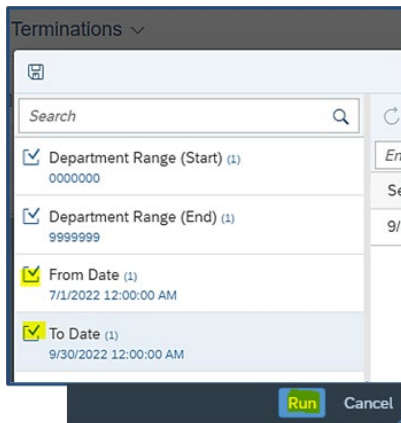 Terminations
Search
Department Range (Start) (1)
0000000
Department Range (End) (1)
9999999
From Date (1)
7/1/2022 12:00:00 AM
To Date (1)
9/30/2022 12:00:00 AM
En
Se
9/
Run Cancel